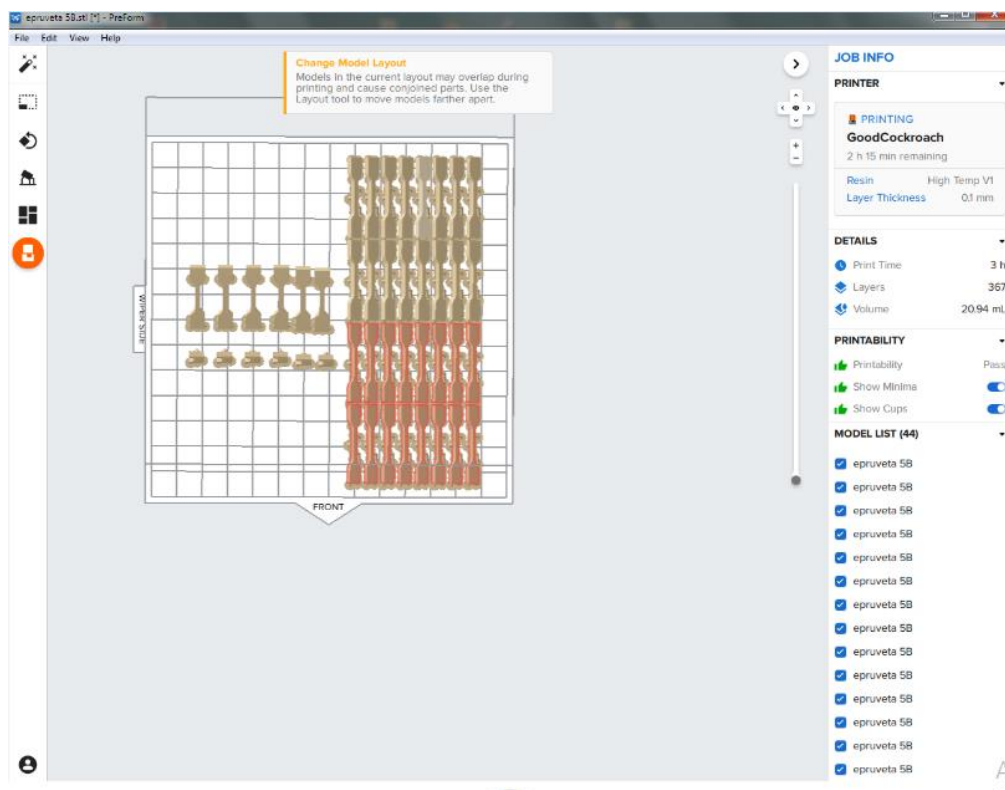 epruveta 5B.stl [*] - PreForm
File Edit View Help
Change Model Layout
Models in the current layout may overlap during
printing and cause conjoined parts. Use the
Layout tool to move models farther apart.
WIPER SIDE
FRONT
JOB INFO
PRINTER
PRINTING
GoodCockroach
2 h 15 min remaining
Resin High Temp V1
Layer Thickness 0.1 mm
DETAILS
Print Time 3 h
Layers 367
Volume 20.94 mL
PRINTABILITY
Printability Pass
Show Minima
Show Cups
MODEL LIST (44)
epruveta 5B
epruveta 5B
epruveta 5B
epruveta 5B
epruveta 5B
epruveta 5B
epruveta 5B
epruveta 5B
epruveta 5B
epruveta 5B
epruveta 5B
epruveta 5B
epruveta 5B
epruveta 5B
A